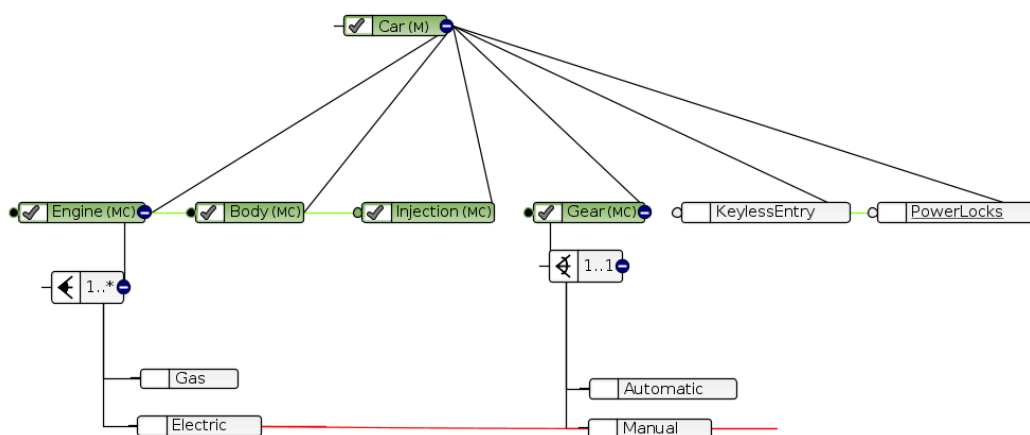 Car (M)
Engine (MC)
Body (MC)
Injection (MC)
Gear (MC)
KeylessEntry
PowerLocks
1..*
1..1
Gas
Automatic
Electric
Manual